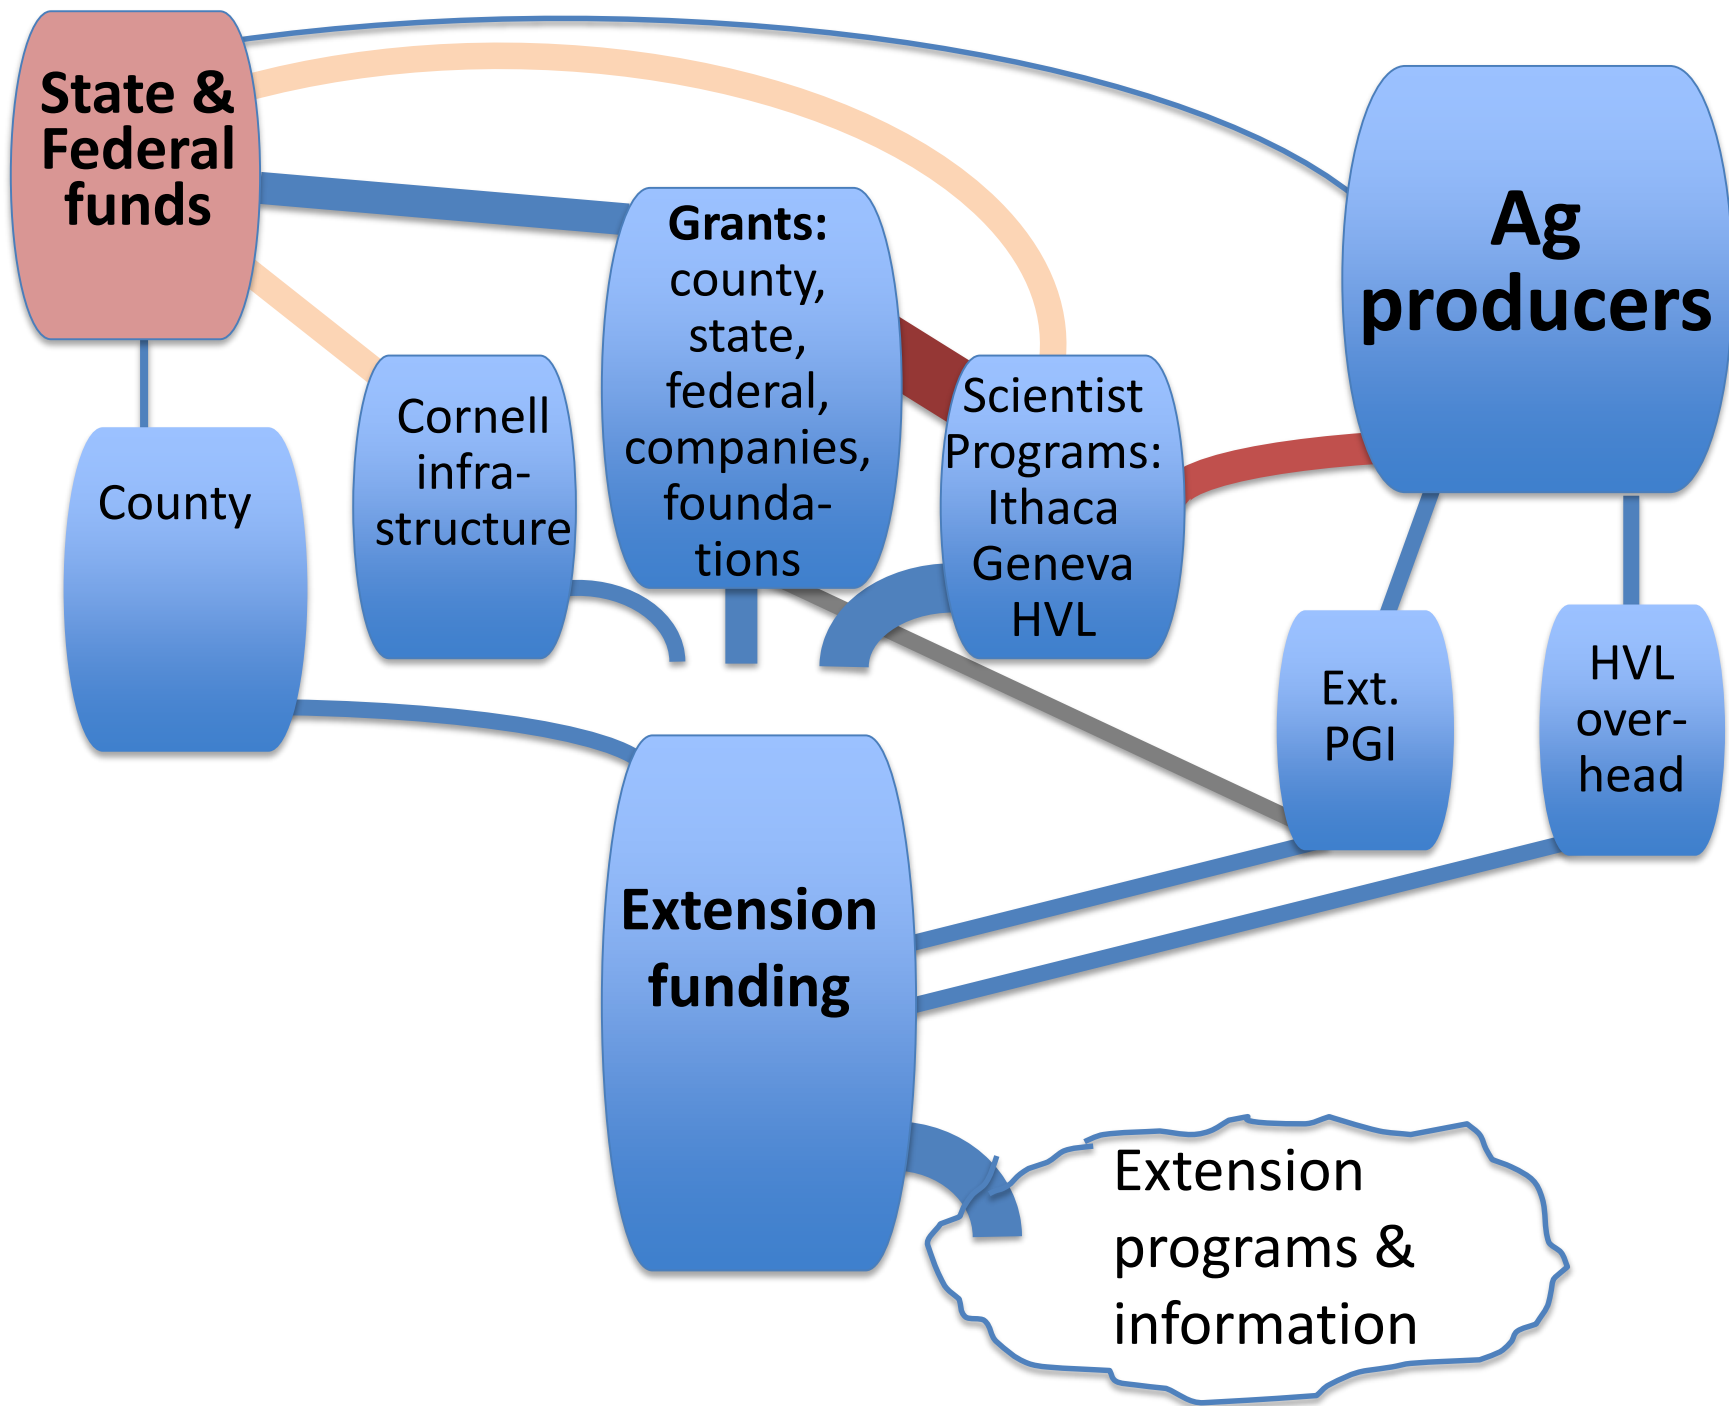 State &
Federal
funds
Ag
producers
Grants:
county,
state,
federal,
companies,
founda-
tions
Scientist
Programs:
Ithaca
Geneva
HVL
Cornell
infra-
structure
County
Ext.
PGI
HVL
over-
head
Extension
funding
Extension
programs &
information